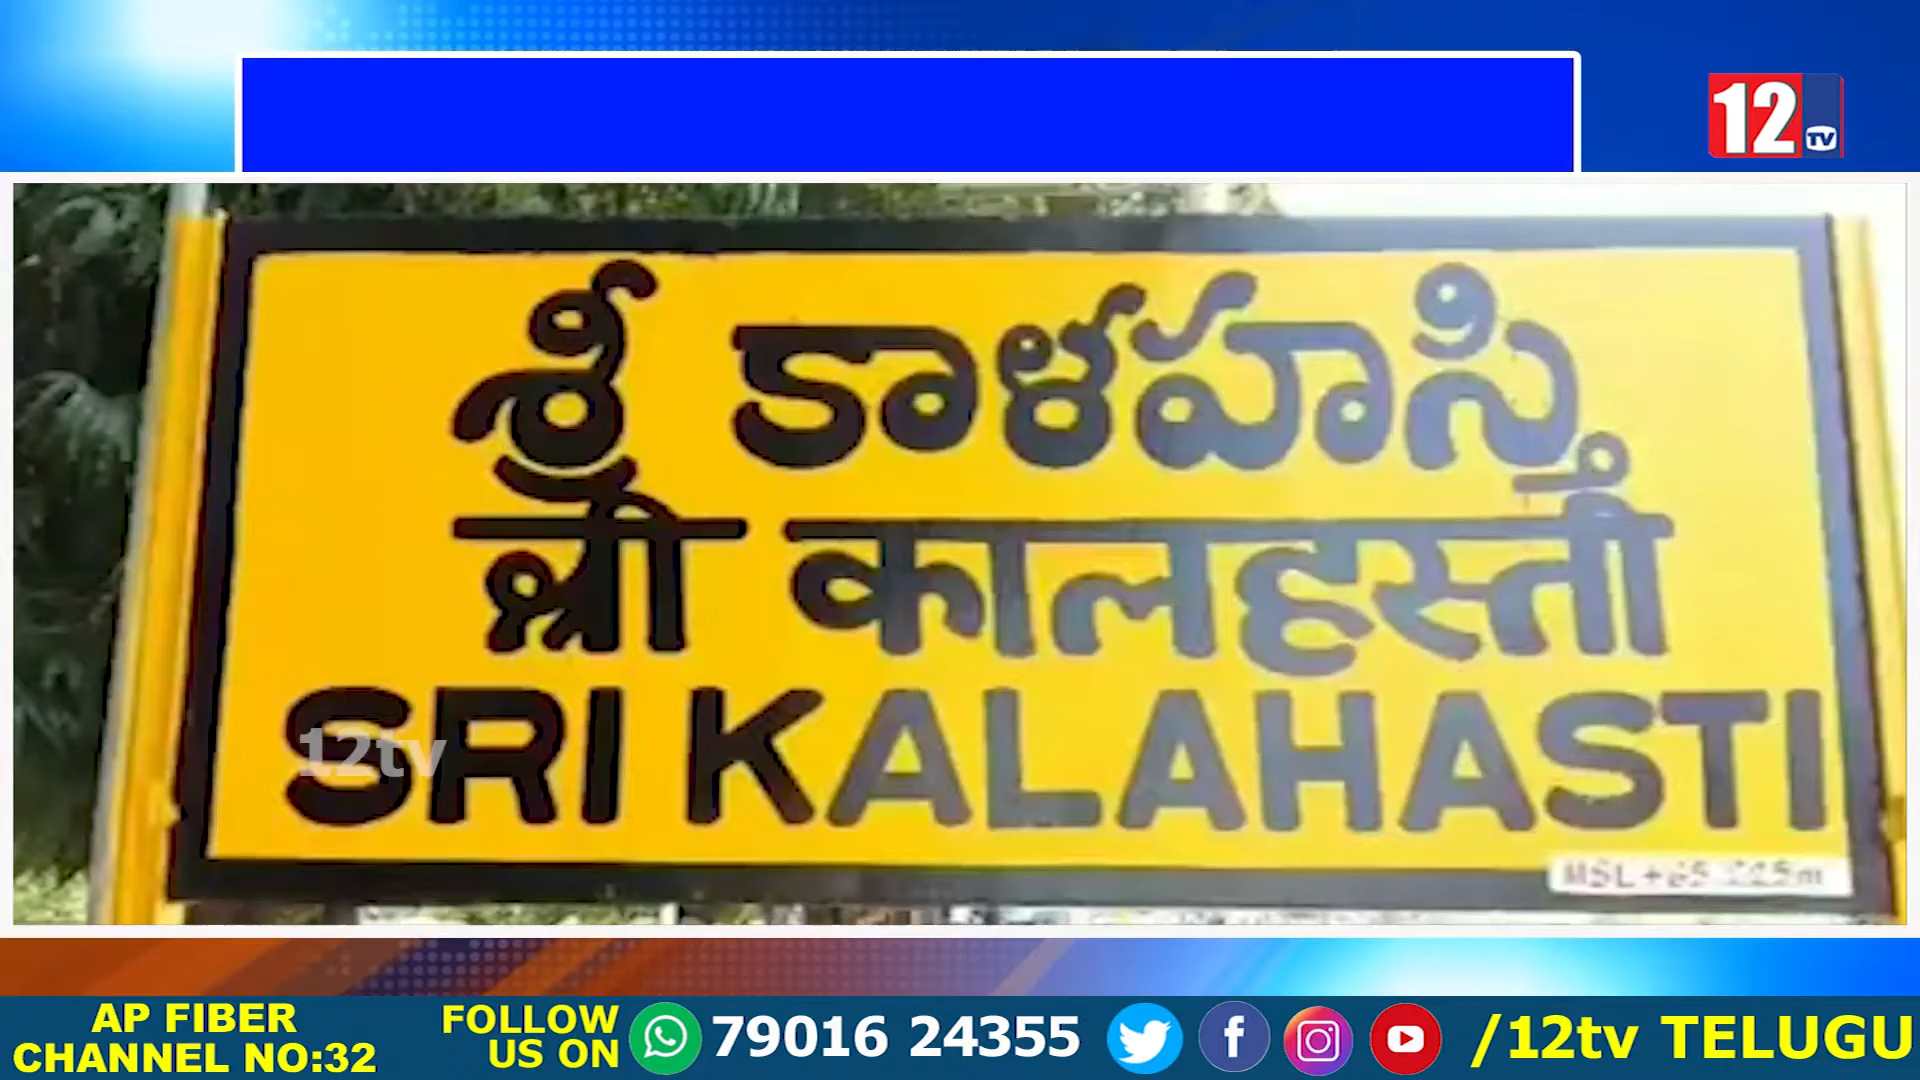 12 TV
శ్రీ కాళహస్తి
श्री कालहस्ती
SRI KALAHASTI
12tv
MSL
AP FIBER
CHANNEL NO:32
FOLLOW
US ON
79016 24355
/12tv TELUGU